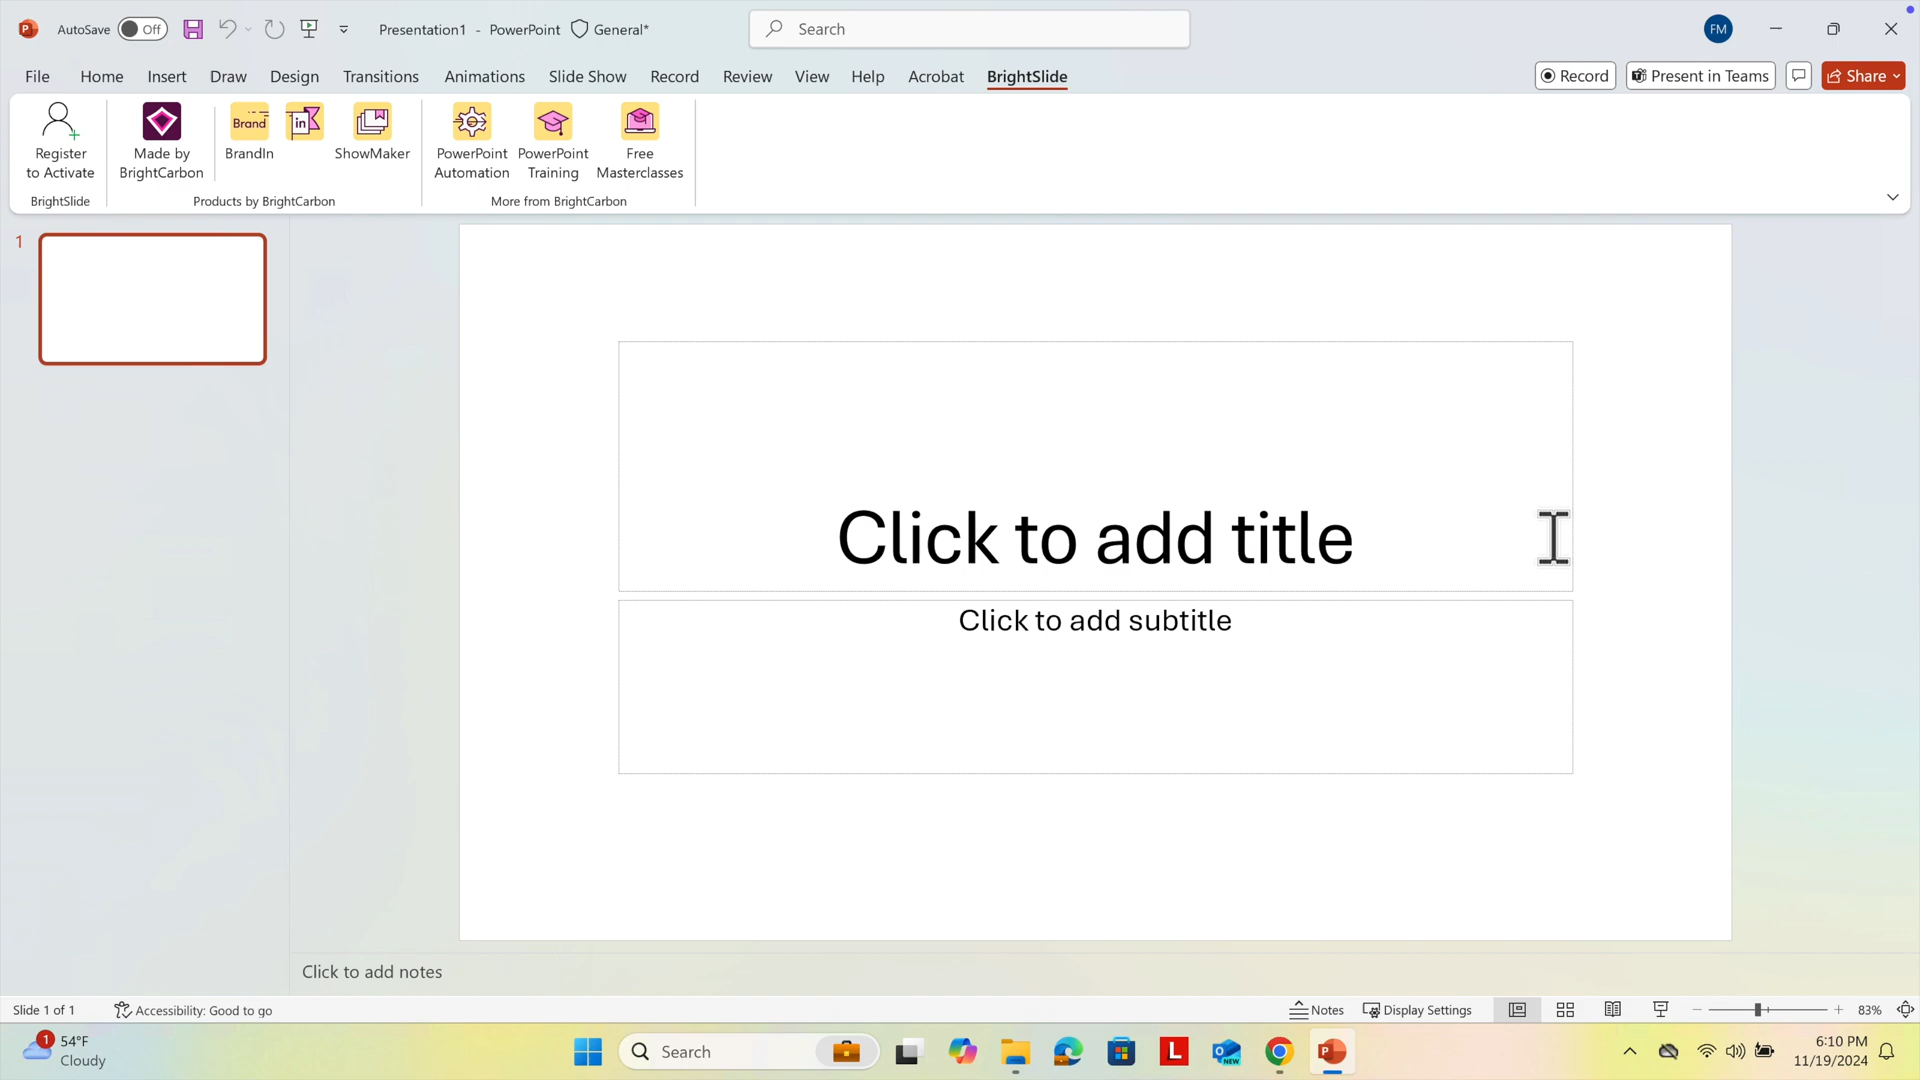 AutoSave Off Presentation1 - PowerPoint General* Search FM
File Home Insert Draw Design Transitions Animations Slide Show Record Review View Help Acrobat BrightSlide Record Present in Teams Share
Register
to Activate
BrightSlide
Made by
BrightCarbon
Brand
BrandIn
in
ShowMaker
Products by BrightCarbon
PowerPoint
Automation
PowerPoint
Training
Free
Masterclasses
More from BrightCarbon
1
Click to add title
Click to add subtitle
Click to add notes
Slide 1 of 1 Accessibility: Good to go Notes Display Settings 83%
1
54°F
Cloudy
Search
L
NEW
6:10 PM
11/19/2024